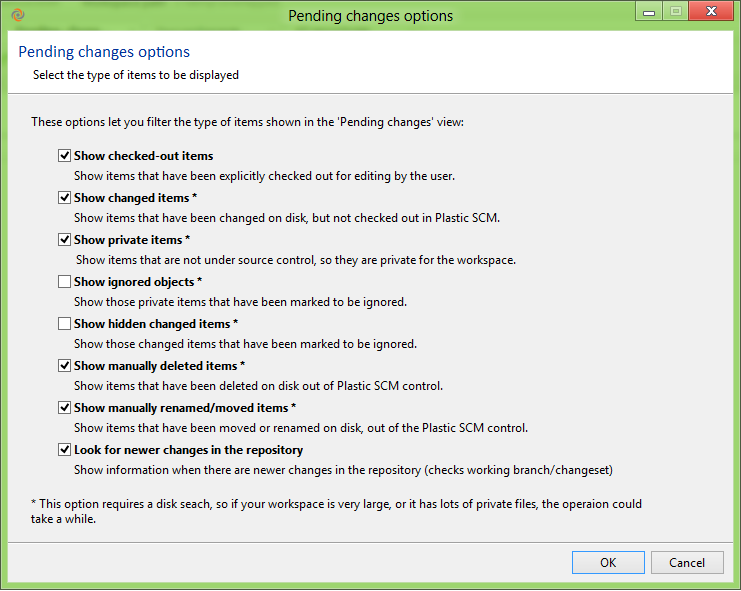 Pending changes options
Pending changes options
Select the type of items to be displayed
These options let you filter the type of items shown in the 'Pending changes' view:
Show checked-out items
Show items that have been explicitly checked out for editing by the user.
Show changed items *
Show items that have been changed on disk, but not checked out in Plastic SCM.
Show private items *
Show items that are not under source control, so they are private for the workspace.
Show ignored objects *
Show those private items that have been marked to be ignored.
Show hidden changed items *
Show those changed items that have been marked to be ignored.
Show manually deleted items *
Show items that have been deleted on disk out of Plastic SCM control.
Show manually renamed/moved items *
Show items that have been moved or renamed on disk, out of the Plastic SCM control.
Look for newer changes in the repository
Show information when there are newer changes in the repository (checks working branch/changeset)
* This option requires a disk seach, so if your workspace is very large, or it has lots of private files, the operaion could
take a while.
OK
Cancel